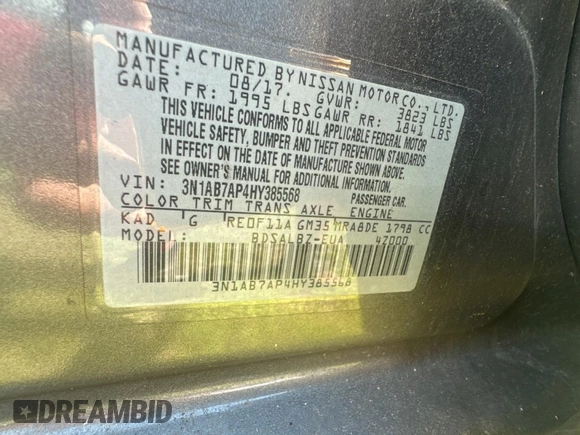 MANUFACTURED BY NISSAN MOTOR CO., LTD.
DATE: 08/17 GVWR: 3823 LBS
GAWR FR: 1995 LBS GAWR RR: 1841 LBS
THIS VEHICLE CONFORMS TO ALL APPLICABLE FEDERAL MOTOR
VEHICLE SAFETY, BUMPER AND THEFT PREVENTION STANDARDS
IN EFFECT ON THE DATE OF MANUFACTURE SHOWN ABOVE.
SEE OWNER'S MANUAL FOR ADDITIONAL INFORMATION.
VIN: 3N1AB7AP4HY385568 PASSENGER CAR.
COLOR TRIM TRANS AXLE ENGINE
KAD G RE0F11A GM35 MRA8DE 1798 CC
MODEL: BDSALBZ-EUA 4Z000
3N1AB7AP4HY385568
DREAMBID